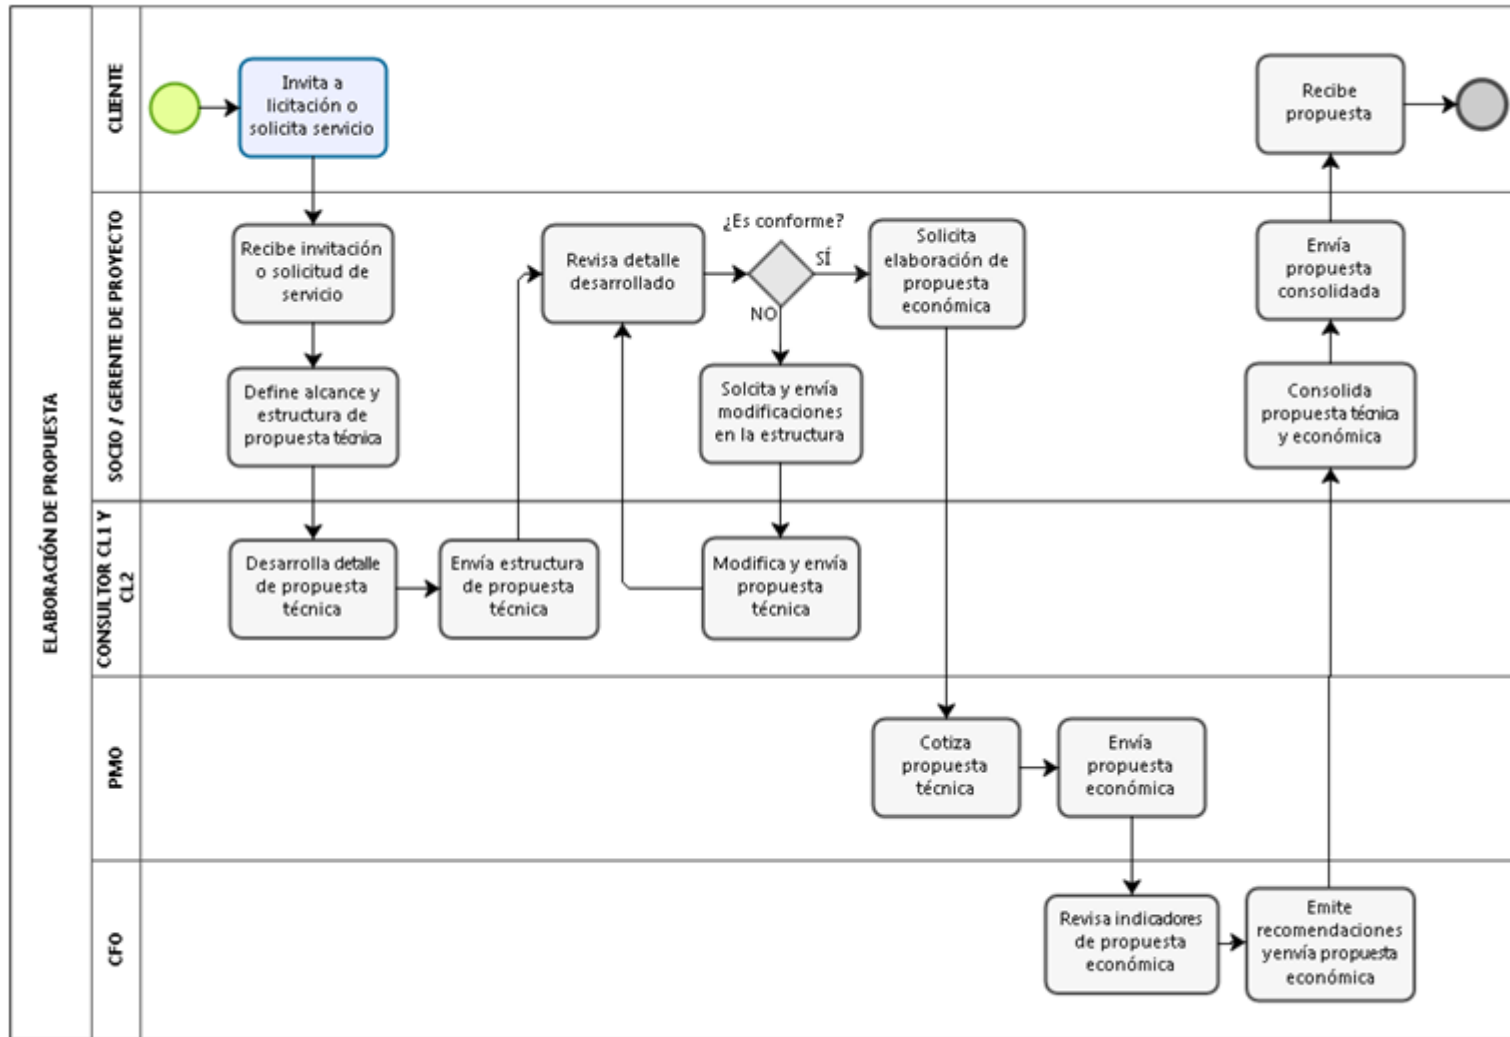 ELABORACIÓN DE PROPUESTA
CLIENTE
Invita a
licitación o
solicita servicio
Recibe
propuesta
SOCIO / GERENTE DE PROYECTO
Recibe invitación
o solicitud de
servicio
Define alcance y
estructura de
propuesta técnica
Revisa detalle
desarrollado
¿Es conforme?
SÍ
NO
Solicita
elaboración de
propuesta
económica
Solcita y envía
modificaciones
en la estructura
Envía
propuesta
consolidada
Consolida
propuesta técnica
y económica
CONSULTOR CL1 Y
CL2
Desarrolla detalle
de propuesta
técnica
Envía estructura
de propuesta
técnica
Modifica y envía
propuesta
técnica
PMO
Cotiza
propuesta
técnica
Envía
propuesta
económica
CFO
Revisa indicadores
de propuesta
económica
Emite
recomendaciones
y envía propuesta
económica